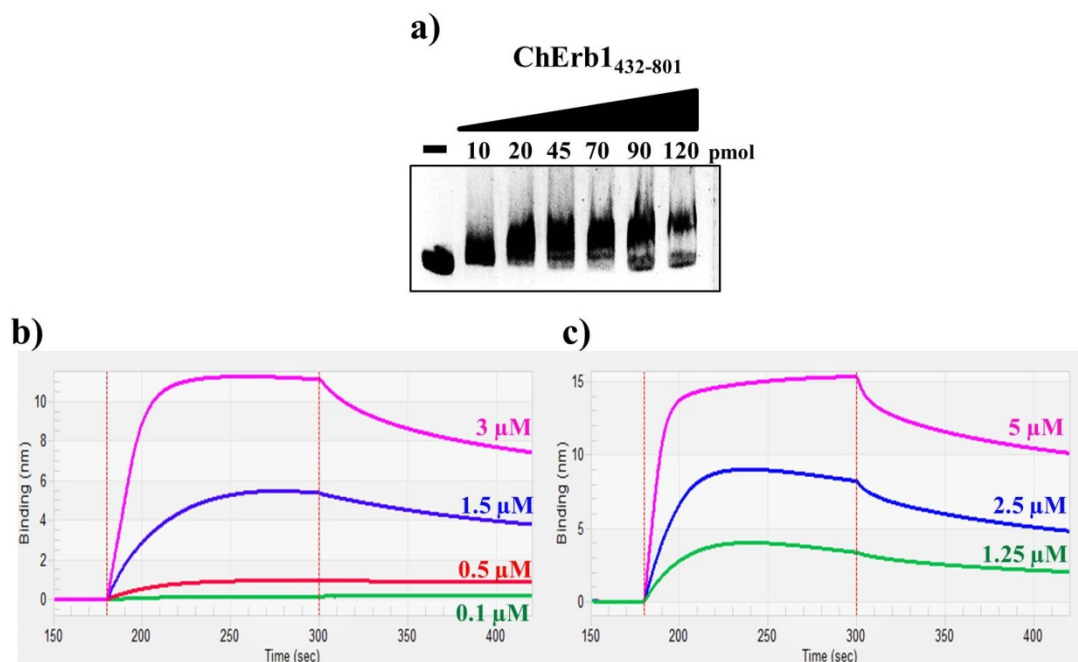 a)
ChErb1432-801
10 20 45 70 90 120 pmol
b)
10
8
6
4
2
0
Binding (nm)
3 µM
1.5 µM
0.5 µM
0.1 µM
150 200 250 300 350 400
Time (sec)
c)
15
10
5
0
Binding (nm)
5 µM
2.5 µM
1.25 µM
150 200 250 300 350 400
Time (sec)